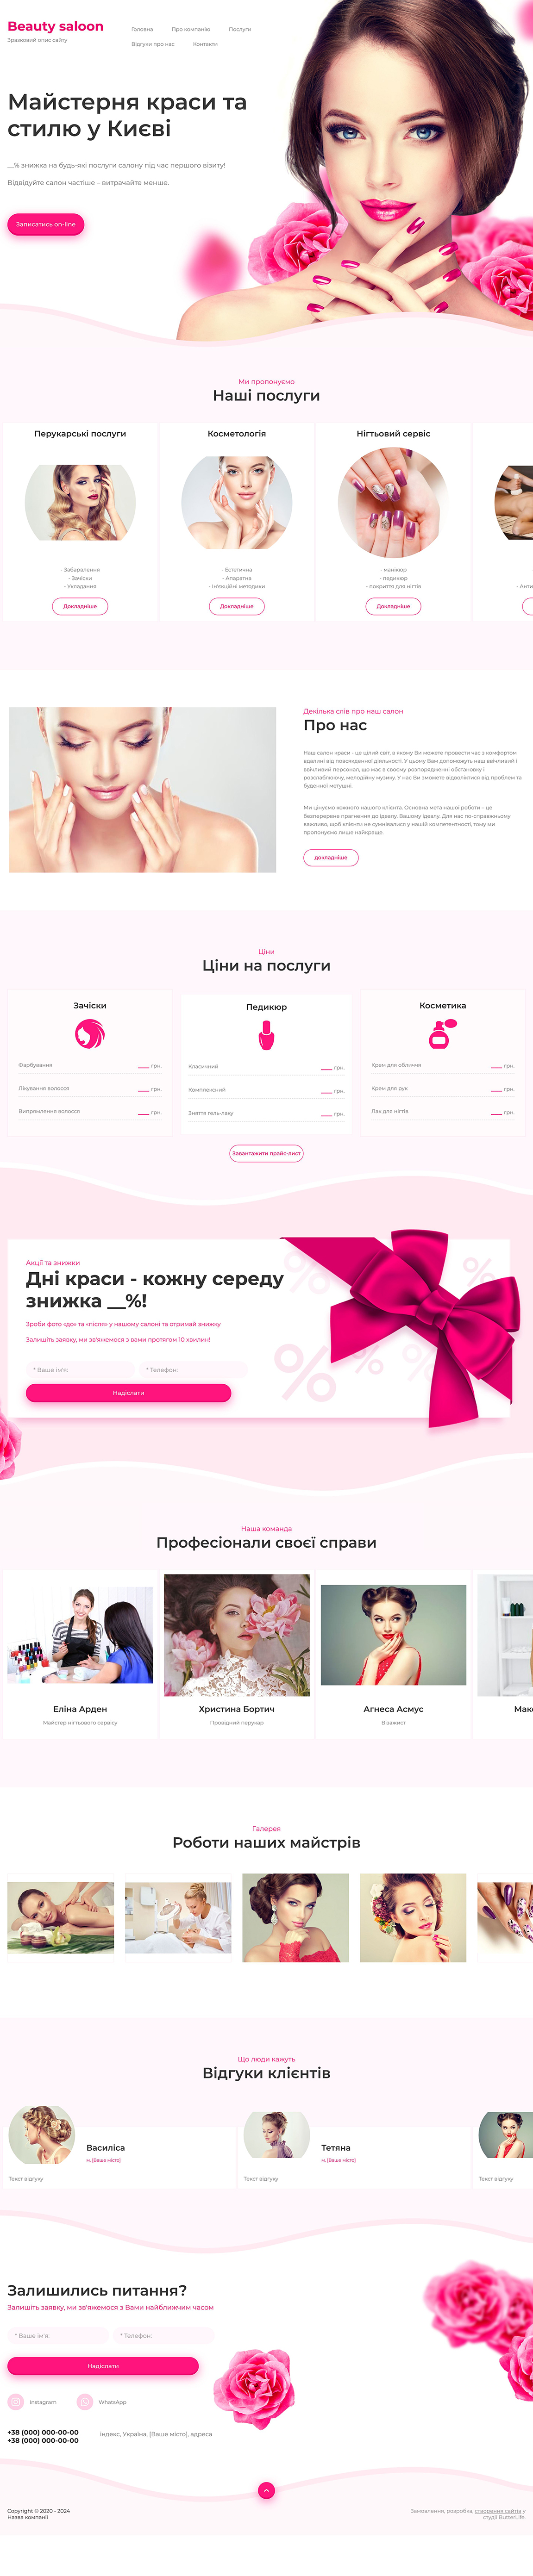 Beauty saloon
Зразковий опис сайту
Головна Про компанію Послуги
Відгуки про нас Контакти
Майстерня краси та
стилю у Києві
__% знижка на будь-які послуги салону під час першого візиту!
Відвідуйте салон частіше – витрачайте менше.
Записатись on-line
Ми пропонуємо
Наші послуги
Перукарські послуги
- Забарвлення
- Зачіски
- Укладання
Докладніше
Косметологія
- Естетична
- Апаратна
- Ін'єкційні методики
Докладніше
Нігтьовий сервіс
- манікюр
- педикюр
- покриття для нігтів
Докладніше
- Анти
Декілька слів про наш салон
Про нас
Наш салон краси - це цілий світ, в якому Ви можете провести час з комфортом
вдалині від повсякденної діяльності. У цьому Вам допоможуть наш ввічливий і
ввічливий персонал, що має в своєму розпорядженні обстановку і
розслаблюючу, мелодійну музику. У нас Ви зможете відволіктися від проблем та
буденної метушні.
Ми цінуємо кожного нашого клієнта. Основна мета нашої роботи – це
безперервне прагнення до ідеалу. Вашому ідеалу. Для нас по-справжньому
важливо, щоб клієнти не сумнівалися у нашій компетентності, тому ми
пропонуємо лише найкраще.
докладніше
Ціни
Ціни на послуги
Зачіски
Фарбування ___ грн.
Лікування волосся ___ грн.
Випрямлення волосся ___ грн.
Педикюр
Класичний ___ грн.
Комплексний ___ грн.
Зняття гель-лаку ___ грн.
Косметика
Крем для обличчя ___ грн.
Крем для рук ___ грн.
Лак для нігтів ___ грн.
Завантажити прайс-лист
Акції та знижки
Дні краси - кожну середу
знижка __%!
Зроби фото «до» та «після» у нашому салоні та отримай знижку
Залишіть заявку, ми зв'яжемося з вами протягом 10 хвилин!
* Ваше ім'я: * Телефон:
Надіслати
Наша команда
Професіонали своєї справи
Еліна Арден
Майстер нігтьового сервісу
Христина Бортич
Провідний перукар
Агнеса Асмус
Візажист
Мак
Галерея
Роботи наших майстрів
Що люди кажуть
Відгуки клієнтів
Василіса
м. [Ваше місто]
Текст відгуку
Тетяна
м. [Ваше місто]
Текст відгуку
Текст відгуку
Залишились питання?
Залишіть заявку, ми зв'яжемося з Вами найближчим часом
* Ваше ім'я: * Телефон:
Надіслати
Instagram WhatsApp
+38 (000) 000-00-00
+38 (000) 000-00-00
індекс, Україна, [Ваше місто], адреса
Copyright © 2020 - 2024
Назва компанії
Замовлення, розробка, створення сайтів у
студії ButterLife.